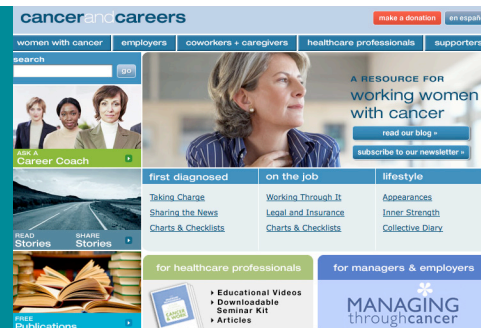 cancerandcareers
make a donation
en españ
women with cancer employers coworkers + caregivers healthcare professionals supporters
search
go
A RESOURCE FOR
working women
with cancer
read our blog »
subscribe to our newsletter »
ASK A
Career Coach
first diagnosed on the job lifestyle
Taking Charge Working Through It Appearances
Sharing the News Legal and Insurance Inner Strength
Charts & Checklists Charts & Checklists Collective Diary
READ SHARE
Stories Stories
for healthcare professionals for managers & employers
Educational Videos
Downloadable
Seminar Kit
Articles
CANCER
& WORK
MANAGING
throughcancer
FREE
Publications